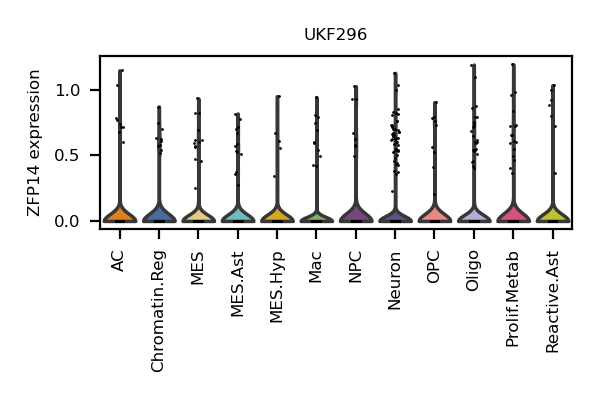 UKF296
ZFP14 expression
1.0
0.5
0.0
AC
Chromatin.Reg
MES
MES.Ast
MES.Hyp
Mac
NPC
Neuron
OPC
Oligo
Prolif.Metab
Reactive.Ast